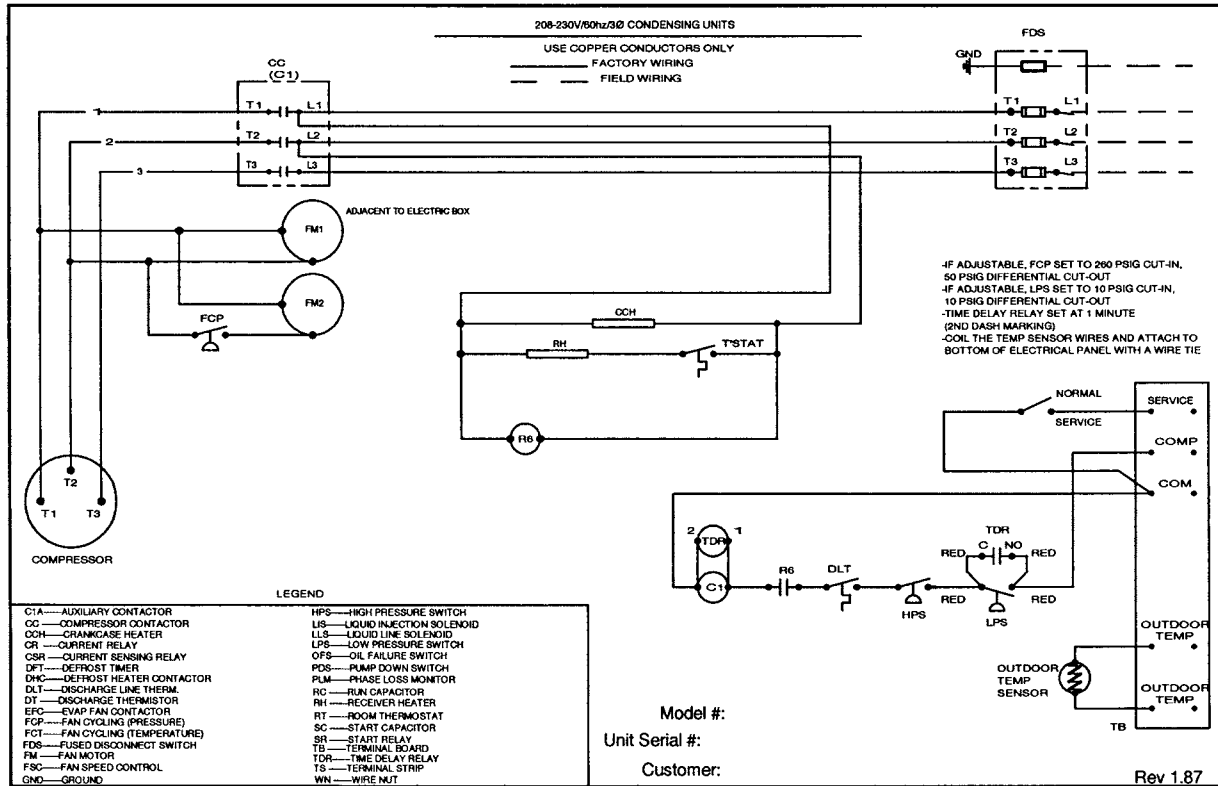 208-230V/60hz/3Ø CONDENSING UNITS
USE COPPER CONDUCTORS ONLY
FACTORY WIRING
FIELD WIRING
FDS
GND
CC
(C1)
1
T1
L1
T1
L1
2
T2
L2
T2
L2
3
T3
L3
T3
L3
FM1
ADJACENT TO ELECTRIC BOX
FM2
FCP
CCH
RH
T*STAT
R6
-IF ADJUSTABLE, FCP SET TO 260 PSIG CUT-IN,
50 PSIG DIFFERENTIAL CUT-OUT
-IF ADJUSTABLE, LPS SET TO 10 PSIG CUT-IN,
10 PSIG DIFFERENTIAL CUT-OUT
-TIME DELAY RELAY SET AT 1 MINUTE
(2ND DASH MARKING)
-COIL THE TEMP SENSOR WIRES AND ATTACH TO
BOTTOM OF ELECTRICAL PANEL WITH A WIRE TIE
NORMAL
SERVICE
SERVICE
COMP
COM
T2
T1
T3
COMPRESSOR
2
TDR
1
C1
R6
DLT
HPS
TDR
C
NO
RED
RED
RED
RED
LPS
OUTDOOR
TEMP
OUTDOOR
TEMP
SENSOR
OUTDOOR
TEMP
TB
LEGEND
C1A-----AUXILIARY CONTACTOR
CC -----COMPRESSOR CONTACTOR
CCH-----CRANKCASE HEATER
CR -----CURRENT RELAY
CSR -----CURRENT SENSING RELAY
DFT-----DEFROST TIMER
DHC-----DEFROST HEATER CONTACTOR
DLT-----DISCHARGE LINE THERM.
DT -----DISCHARGE THERMISTOR
EFC-----EVAP FAN CONTACTOR
FCP-----FAN CYCLING (PRESSURE)
FCT-----FAN CYCLING (TEMPERATURE)
FDS-----FUSED DISCONNECT SWITCH
FM -----FAN MOTOR
FSC-----FAN SPEED CONTROL
GND-----GROUND
HPS-----HIGH PRESSURE SWITCH
LIS-----LIQUID INJECTION SOLENOID
LLS-----LIQUID LINE SOLENOID
LPS-----LOW PRESSURE SWITCH
OFS-----OIL FAILURE SWITCH
PDS-----PUMP DOWN SWITCH
PLM-----PHASE LOSS MONITOR
RC -----RUN CAPACITOR
RH -----RECEIVER HEATER
RT -----ROOM THERMOSTAT
SC -----START CAPACITOR
SR -----START RELAY
TB -----TERMINAL BOARD
TDR-----TIME DELAY RELAY
TS -----TERMINAL STRIP
WN -----WIRE NUT
Model #:
Unit Serial #:
Customer:
Rev 1.87